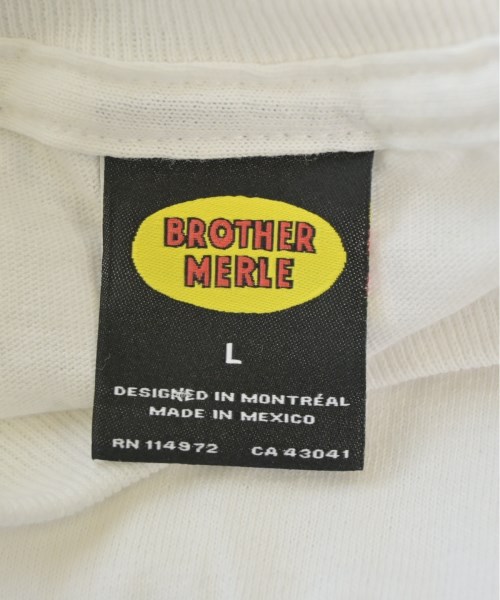 BROTHER
MERLE
L
DESIGNED IN MONTRÉAL
MADE IN MEXICO
RN 114972 CA 43041